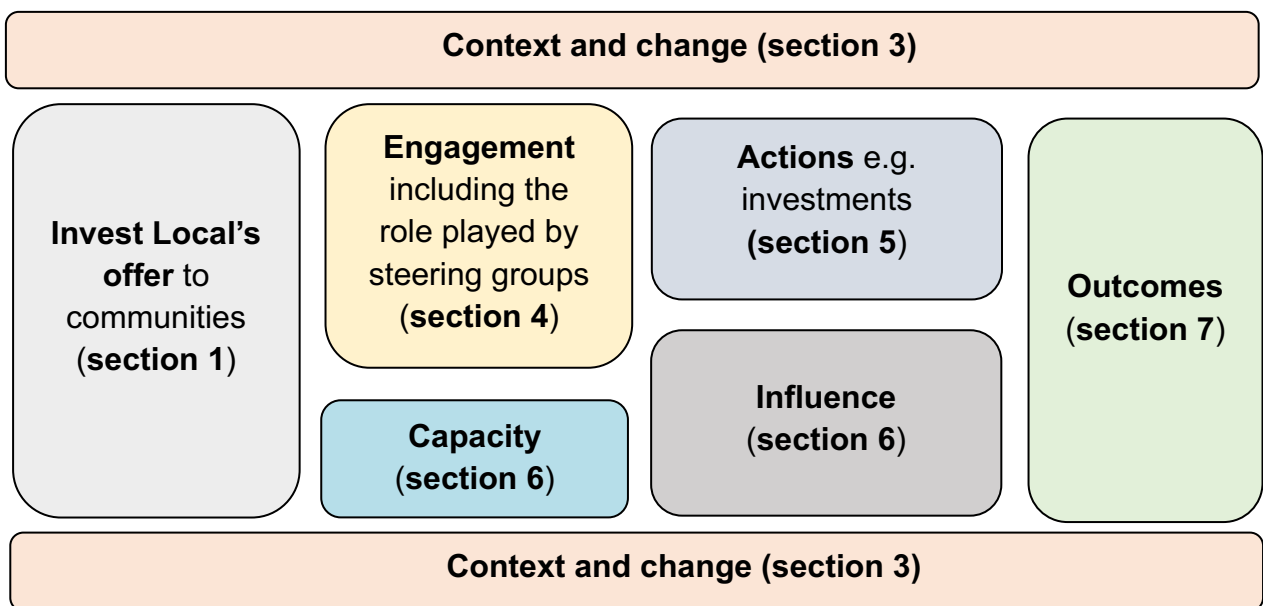 Context and change (section 3)
Invest Local’s
offer to
communities
(section 1)
Engagement
including the
role played by
steering groups
(section 4)
Capacity
(section 6)
Actions e.g.
investments
(section 5)
Influence
(section 6)
Outcomes
(section 7)
Context and change (section 3)